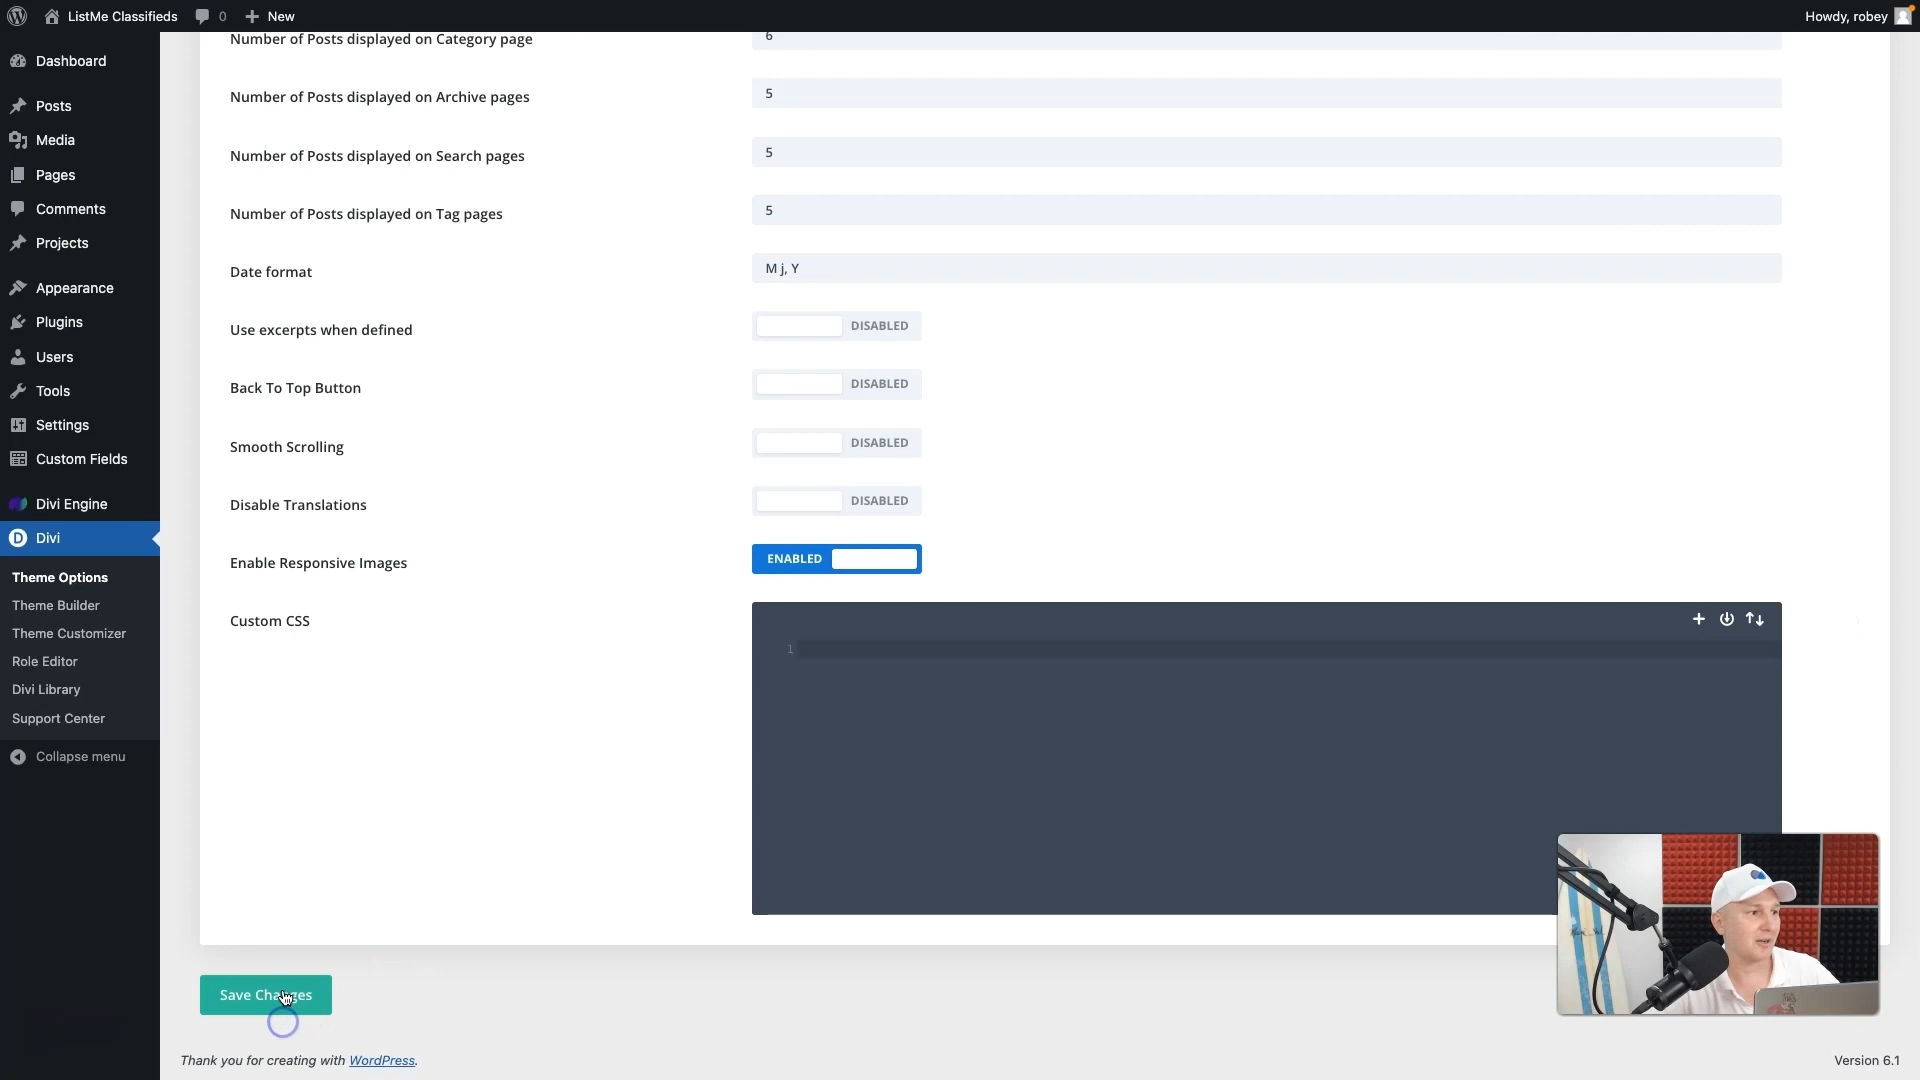 ListMe Classifieds
0
New
Howdy, robey
Dashboard
Posts
Media
Pages
Comments
Projects
Appearance
Plugins
Users
Tools
Settings
Custom Fields
Divi Engine
D
Divi
Theme Options
Theme Builder
Theme Customizer
Role Editor
Divi Library
Support Center
Collapse menu
Number of Posts displayed on Category page
6
Number of Posts displayed on Archive pages
5
Number of Posts displayed on Search pages
5
Number of Posts displayed on Tag pages
5
Date format
M j, Y
Use excerpts when defined
DISABLED
Back To Top Button
DISABLED
Smooth Scrolling
DISABLED
Disable Translations
DISABLED
Enable Responsive Images
ENABLED
Custom CSS
1
Save Changes
Thank you for creating with WordPress.
Version 6.1